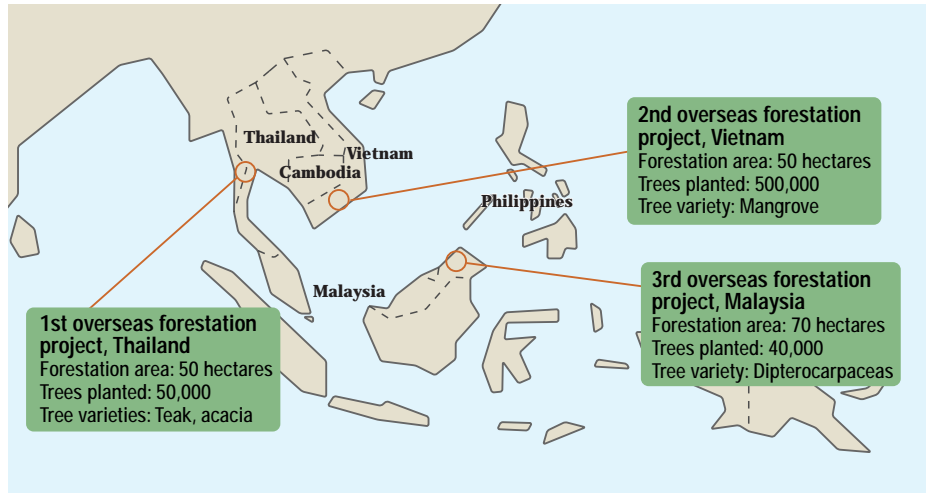 Thailand
Vietnam
Cambodia
Philippines
Malaysia
2nd overseas forestation
project, Vietnam
Forestation area: 50 hectares
Trees planted: 500,000
Tree variety: Mangrove
3rd overseas forestation
project, Malaysia
Forestation area: 70 hectares
Trees planted: 40,000
Tree variety: Dipterocarpaceas
1st overseas forestation
project, Thailand
Forestation area: 50 hectares
Trees planted: 50,000
Tree varieties: Teak, acacia